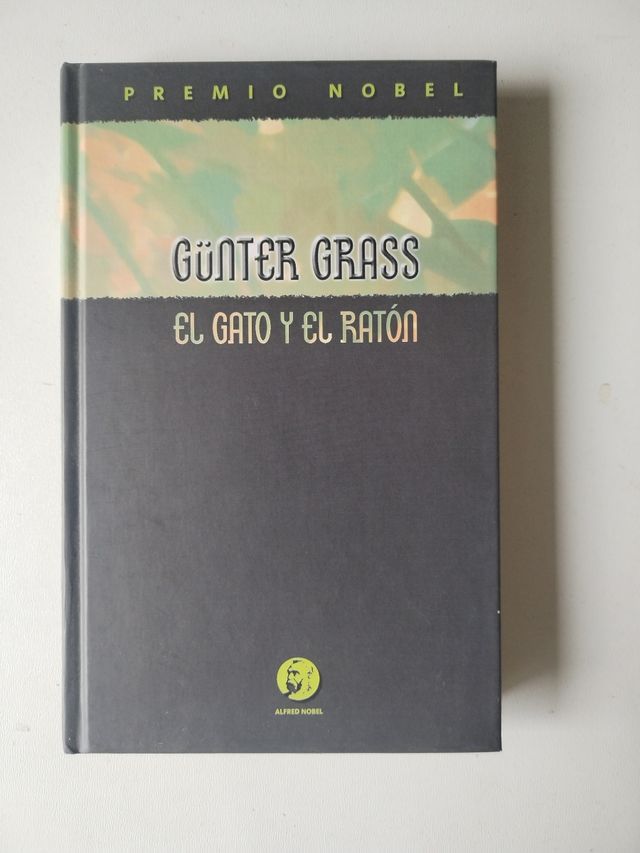 PREMIO NOBEL
GÜNTER GRASS
EL GATO Y EL RATÓN
ALFRED NOBEL